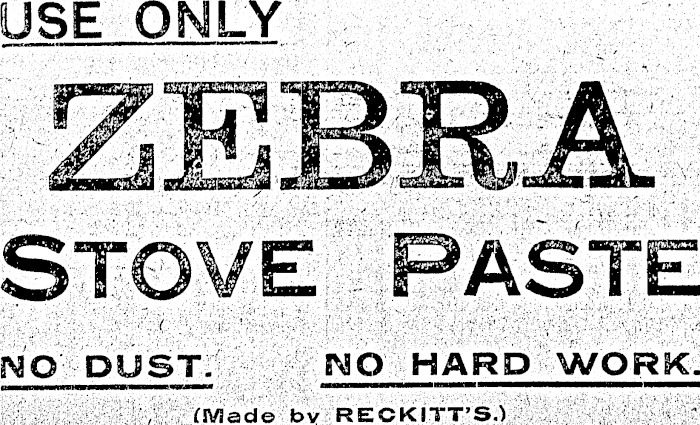 USE ONLY
ZEBRA
STOVE PASTE
NO DUST. NO HARD WORK.
(Made by RECKITT'S.)